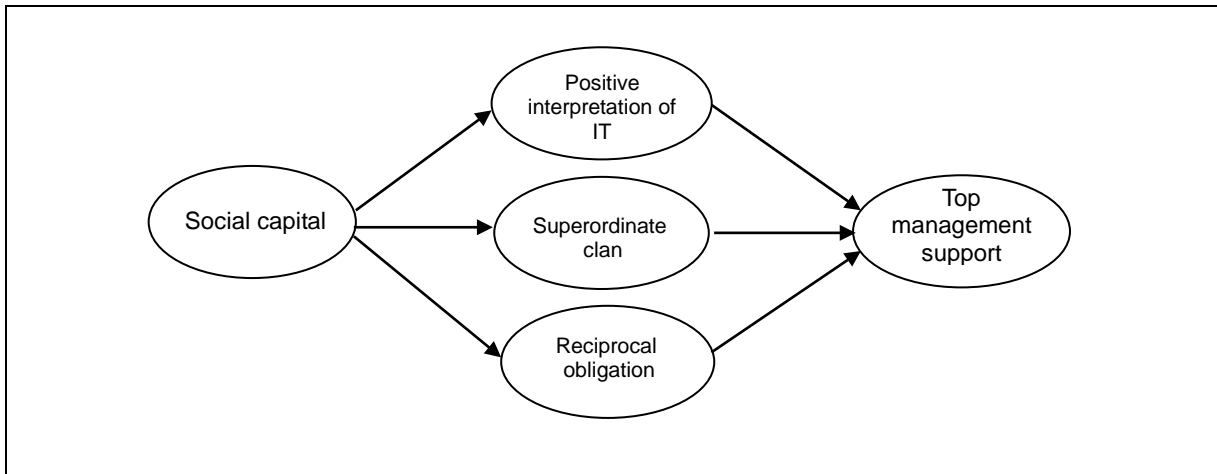 Positive
interpretation of
IT
Social capital
Superordinate
clan
Top
management
support
Reciprocal
obligation